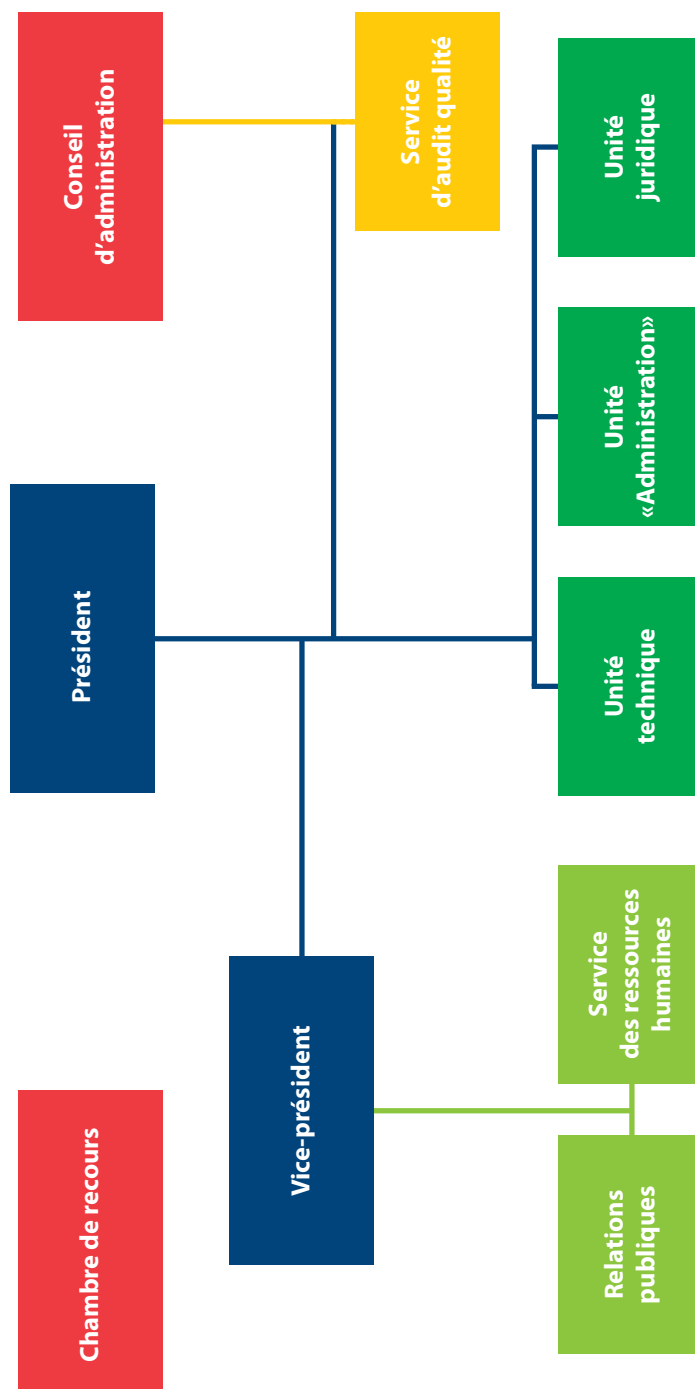 Chambre de recours
Président
Conseil
d’administration
Vice-président
Service
d’audit qualité
Relations
publiques
Service
des ressources
humaines
Unité
technique
Unité
«Administration»
Unité
juridique